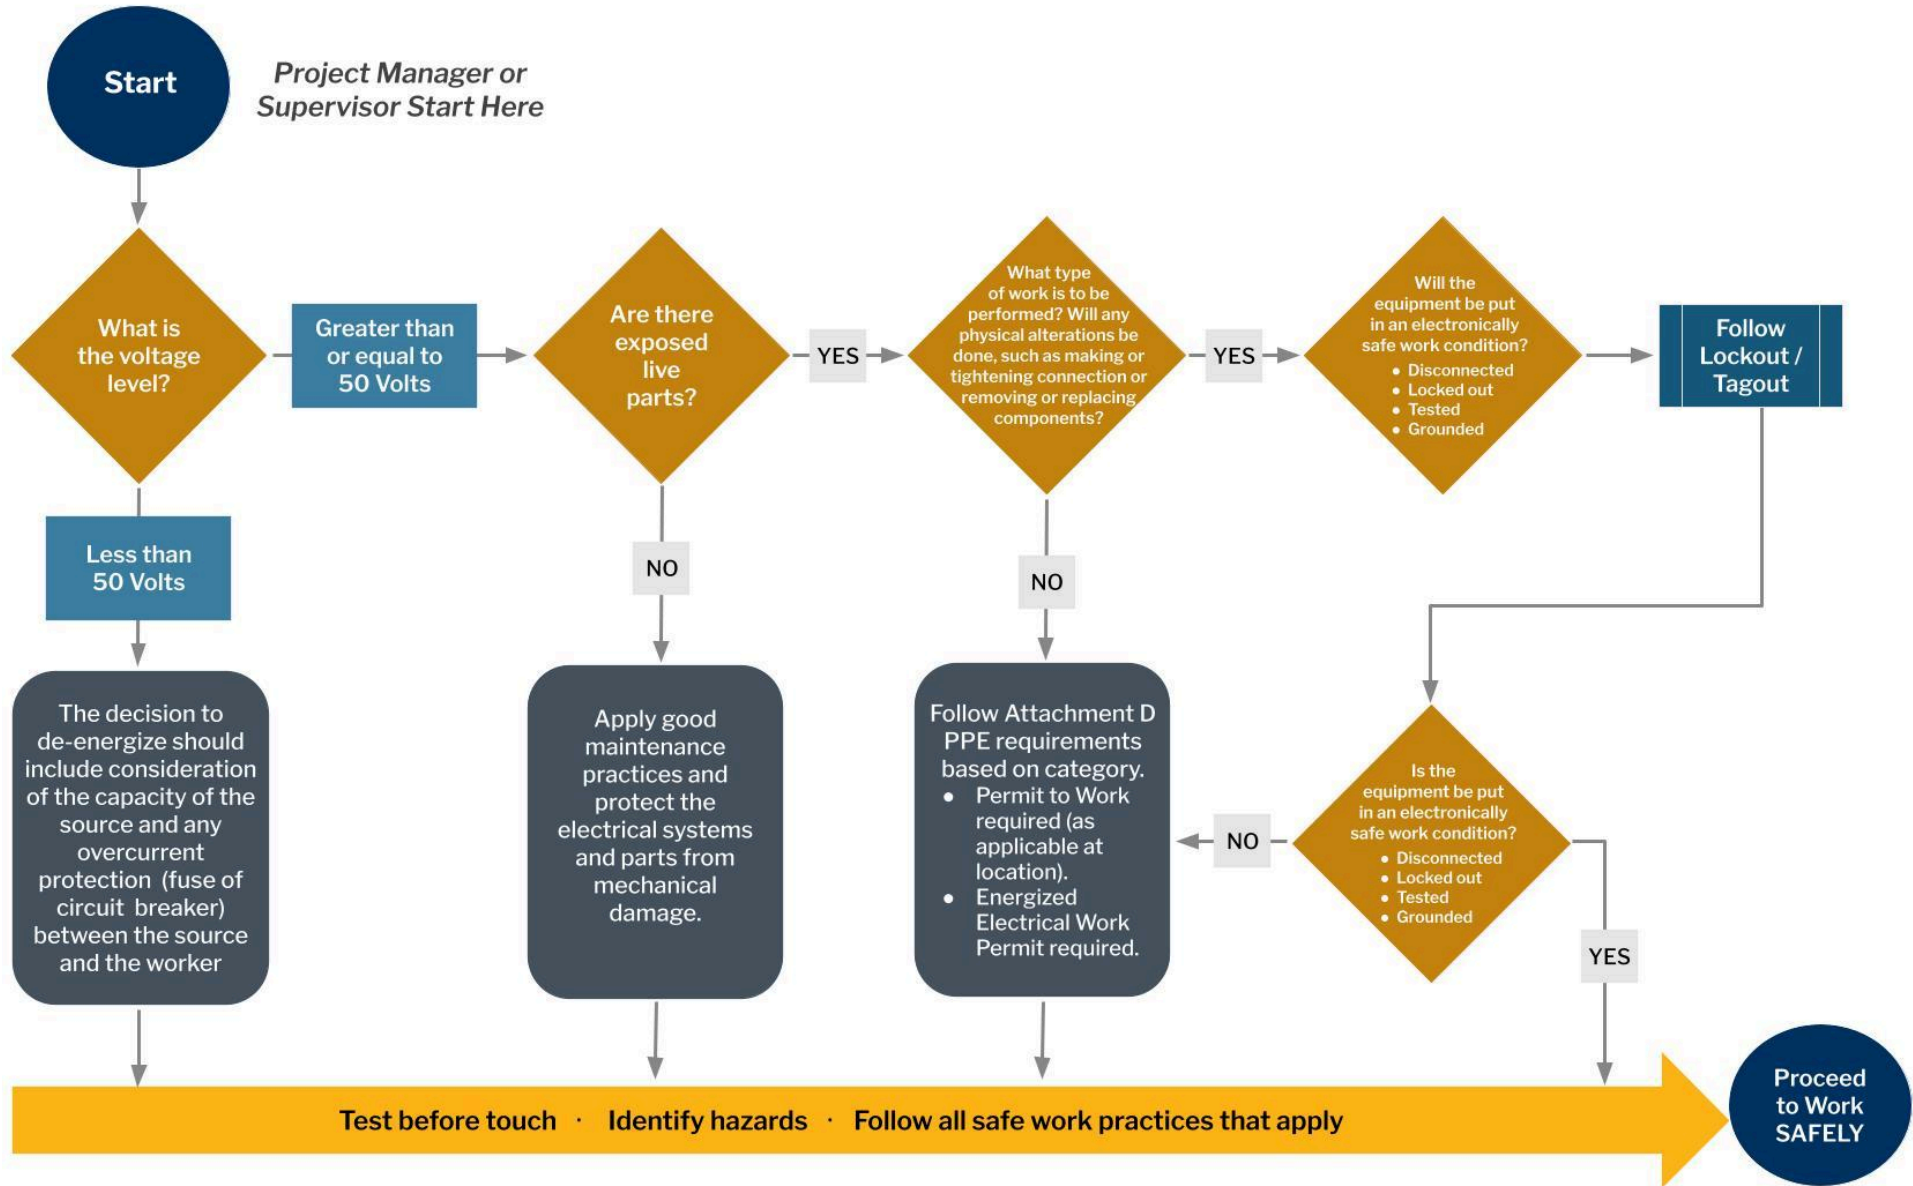 Start
Project Manager or
Supervisor Start Here
What is
the voltage
level?
Greater than
or equal to
50 Volts
Are there
exposed
live
parts?
YES
What type
of work is to be
performed? Will any
physical alterations be
done, such as making or
tightening connection or
removing or replacing
components?
YES
Will the
equipment be put
in an electronically
safe work condition?
● Disconnected
● Locked out
● Tested
● Grounded
Follow
Lockout /
Tagout
Less than
50 Volts
NO
NO
The decision to
de-energize should
include consideration
of the capacity of the
source and any
overcurrent
protection (fuse of
circuit breaker)
between the source
and the worker
Apply good
maintenance
practices and
protect the
electrical systems
and parts from
mechanical
damage.
Follow Attachment D
PPE requirements
based on category.
● Permit to Work
required (as
applicable at
location).
● Energized
Electrical Work
Permit required.
NO
Is the
equipment be put
in an electronically
safe work condition?
● Disconnected
● Locked out
● Tested
● Grounded
YES
Test before touch · Identify hazards · Follow all safe work practices that apply
Proceed
to Work
SAFELY